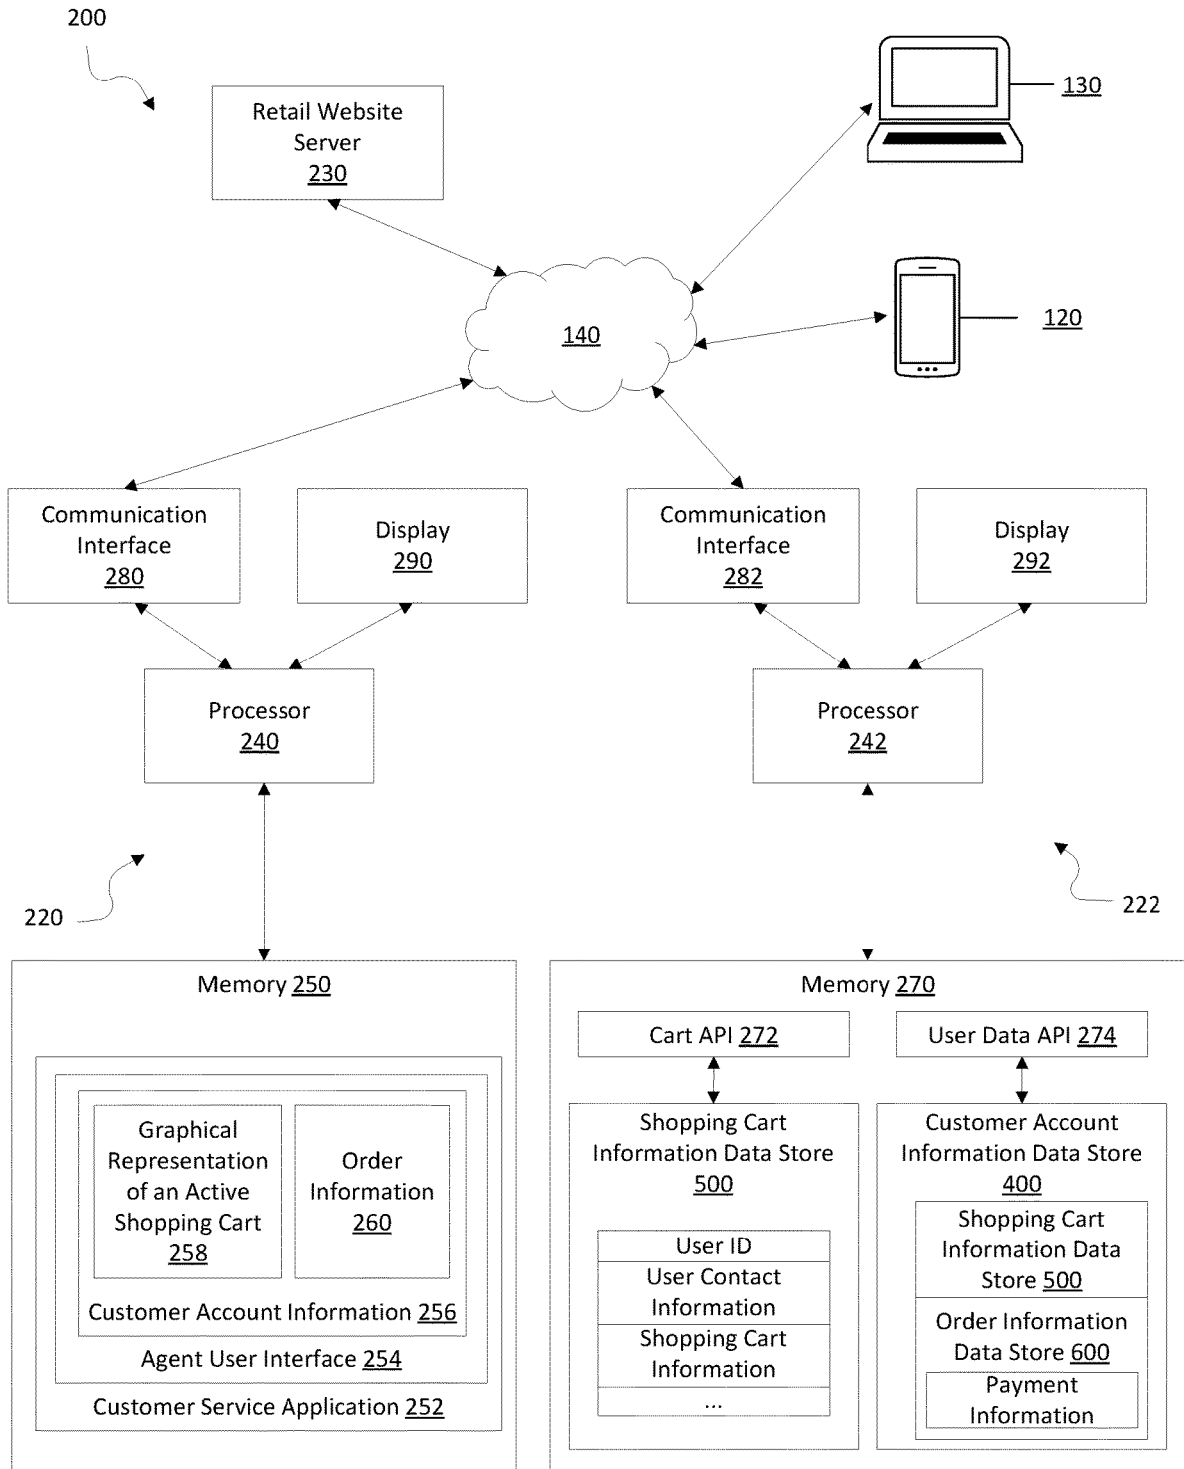 200
Retail Website
Server
230
130
120
140
Communication
Interface
280
Display
290
Communication
Interface
282
Display
292
Processor
240
Processor
242
220
222
Memory 250
Graphical
Representation
of an Active
Shopping Cart
258
Order
Information
260
Customer Account Information 256
Agent User Interface 254
Customer Service Application 252
Memory 270
Cart API 272
User Data API 274
Shopping Cart
Information Data Store
500
User ID
User Contact
Information
Shopping Cart
Information
...
Customer Account
Information Data Store
400
Shopping Cart
Information Data
Store 500
Order Information
Data Store 600
Payment
Information